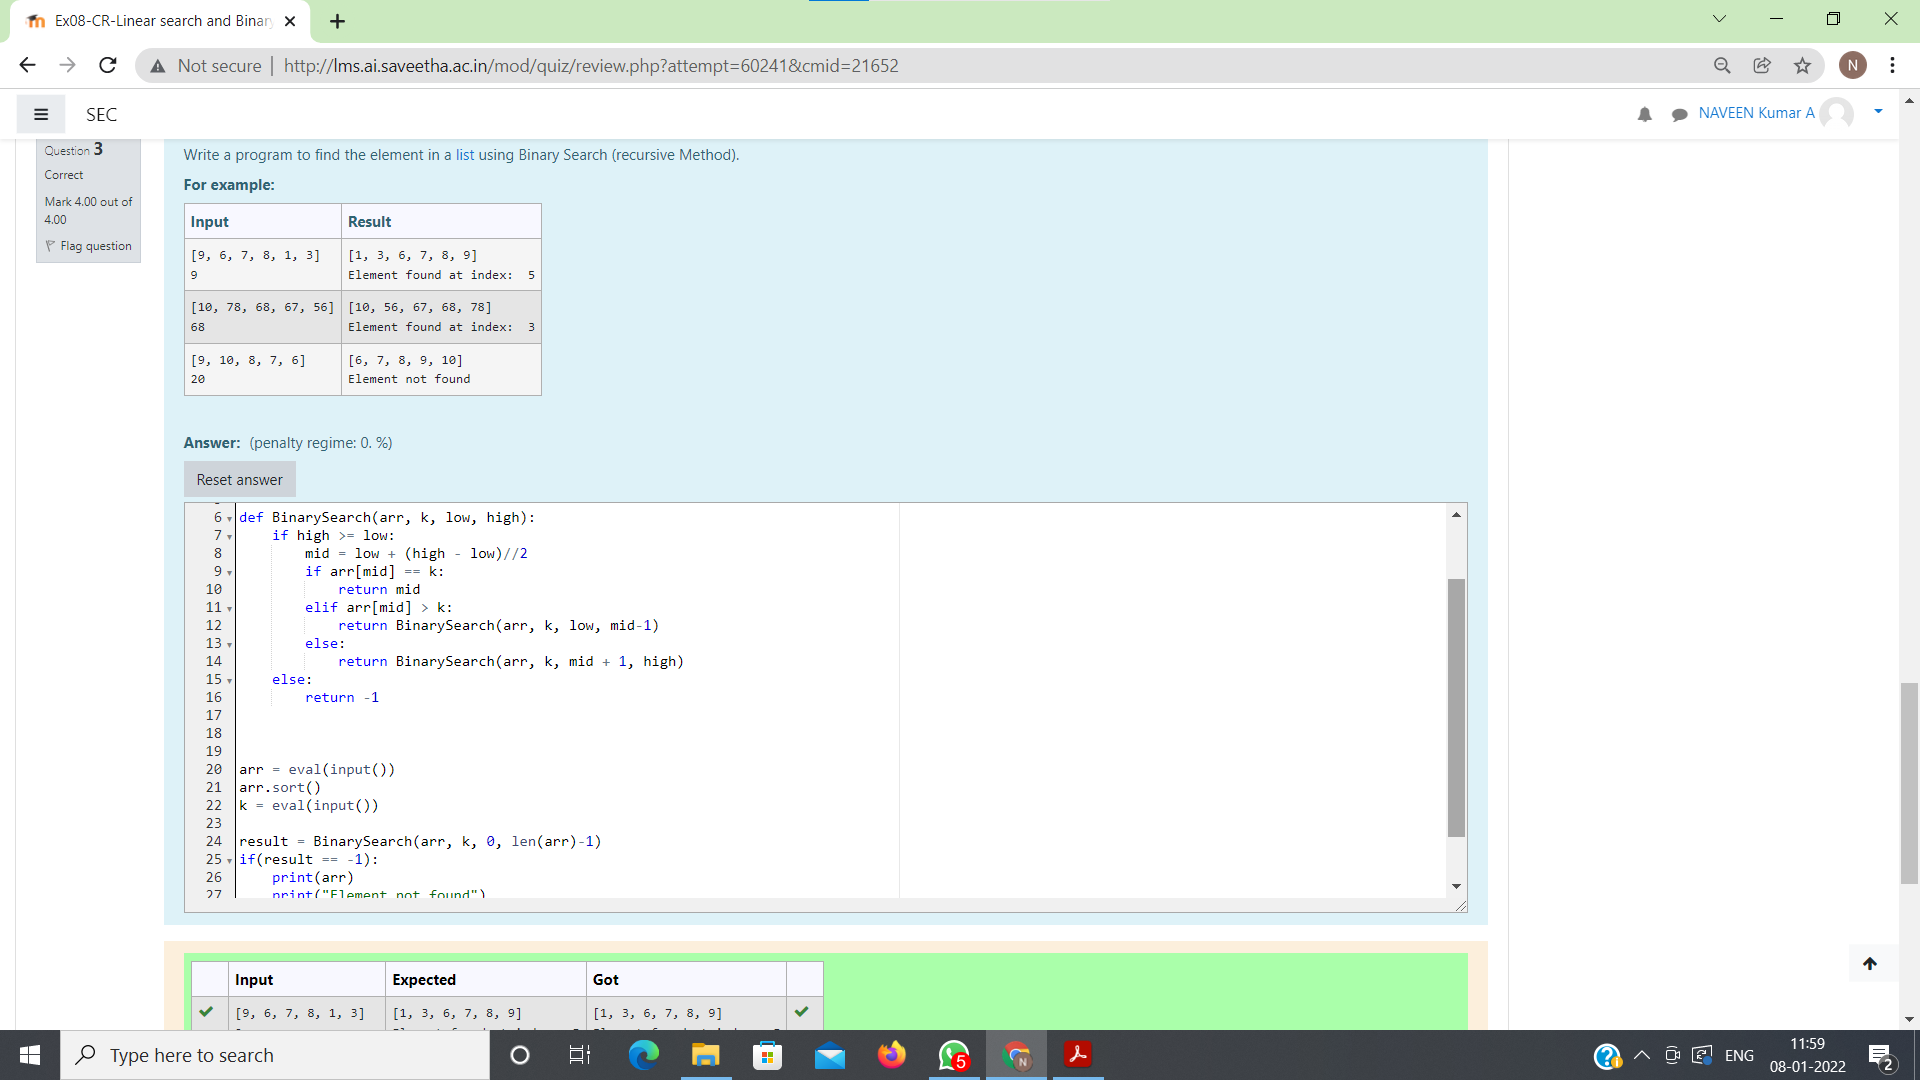 Ex08-CR-Linear search and Binar
Not secure | http://lms.ai.saveetha.ac.in/mod/quiz/review.php?attempt=60241&cmid=21652
N
SEC
NAVEEN Kumar A
Question 3
Correct
Mark 4.00 out of
4.00
Flag question
Write a program to find the element in a list using Binary Search (recursive Method).
For example:
Input Result
[9, 6, 7, 8, 1, 3] [1, 3, 6, 7, 8, 9]
9 Element found at index:  5
[10, 78, 68, 67, 56] [10, 56, 67, 68, 78]
68 Element found at index:  3
[9, 10, 8, 7, 6] [6, 7, 8, 9, 10]
20 Element not found
Answer: (penalty regime: 0. %)
Reset answer
6 def BinarySearch(arr, k, low, high):
7 if high >= low:
8 mid = low + (high - low)//2
9 if arr[mid] == k:
10 return mid
11 elif arr[mid] > k:
12 return BinarySearch(arr, k, low, mid-1)
13 else:
14 return BinarySearch(arr, k, mid + 1, high)
15 else:
16 return -1
17
18
19
20 arr = eval(input())
21 arr.sort()
22 k = eval(input())
23
24 result = BinarySearch(arr, k, 0, len(arr)-1)
25 if(result == -1):
26 print(arr)
27 print("Element not found")
Input Expected Got
[9, 6, 7, 8, 1, 3] [1, 3, 6, 7, 8, 9] [1, 3, 6, 7, 8, 9]
Type here to search
5
N
ENG
11:59
08-01-2022
2